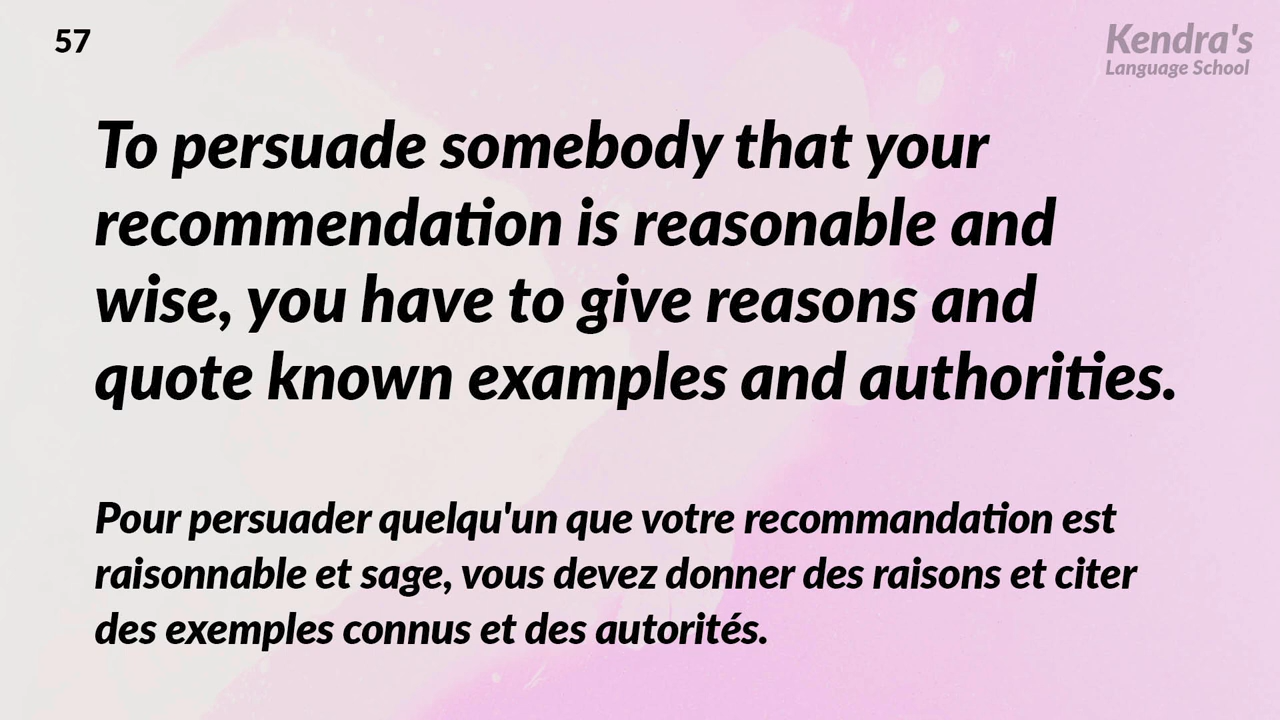 57
Kendra's
Language School
To persuade somebody that your
recommendation is reasonable and
wise, you have to give reasons and
quote known examples and authorities.
Pour persuader quelqu'un que votre recommandation est
raisonnable et sage, vous devez donner des raisons et citer
des exemples connus et des autorités.